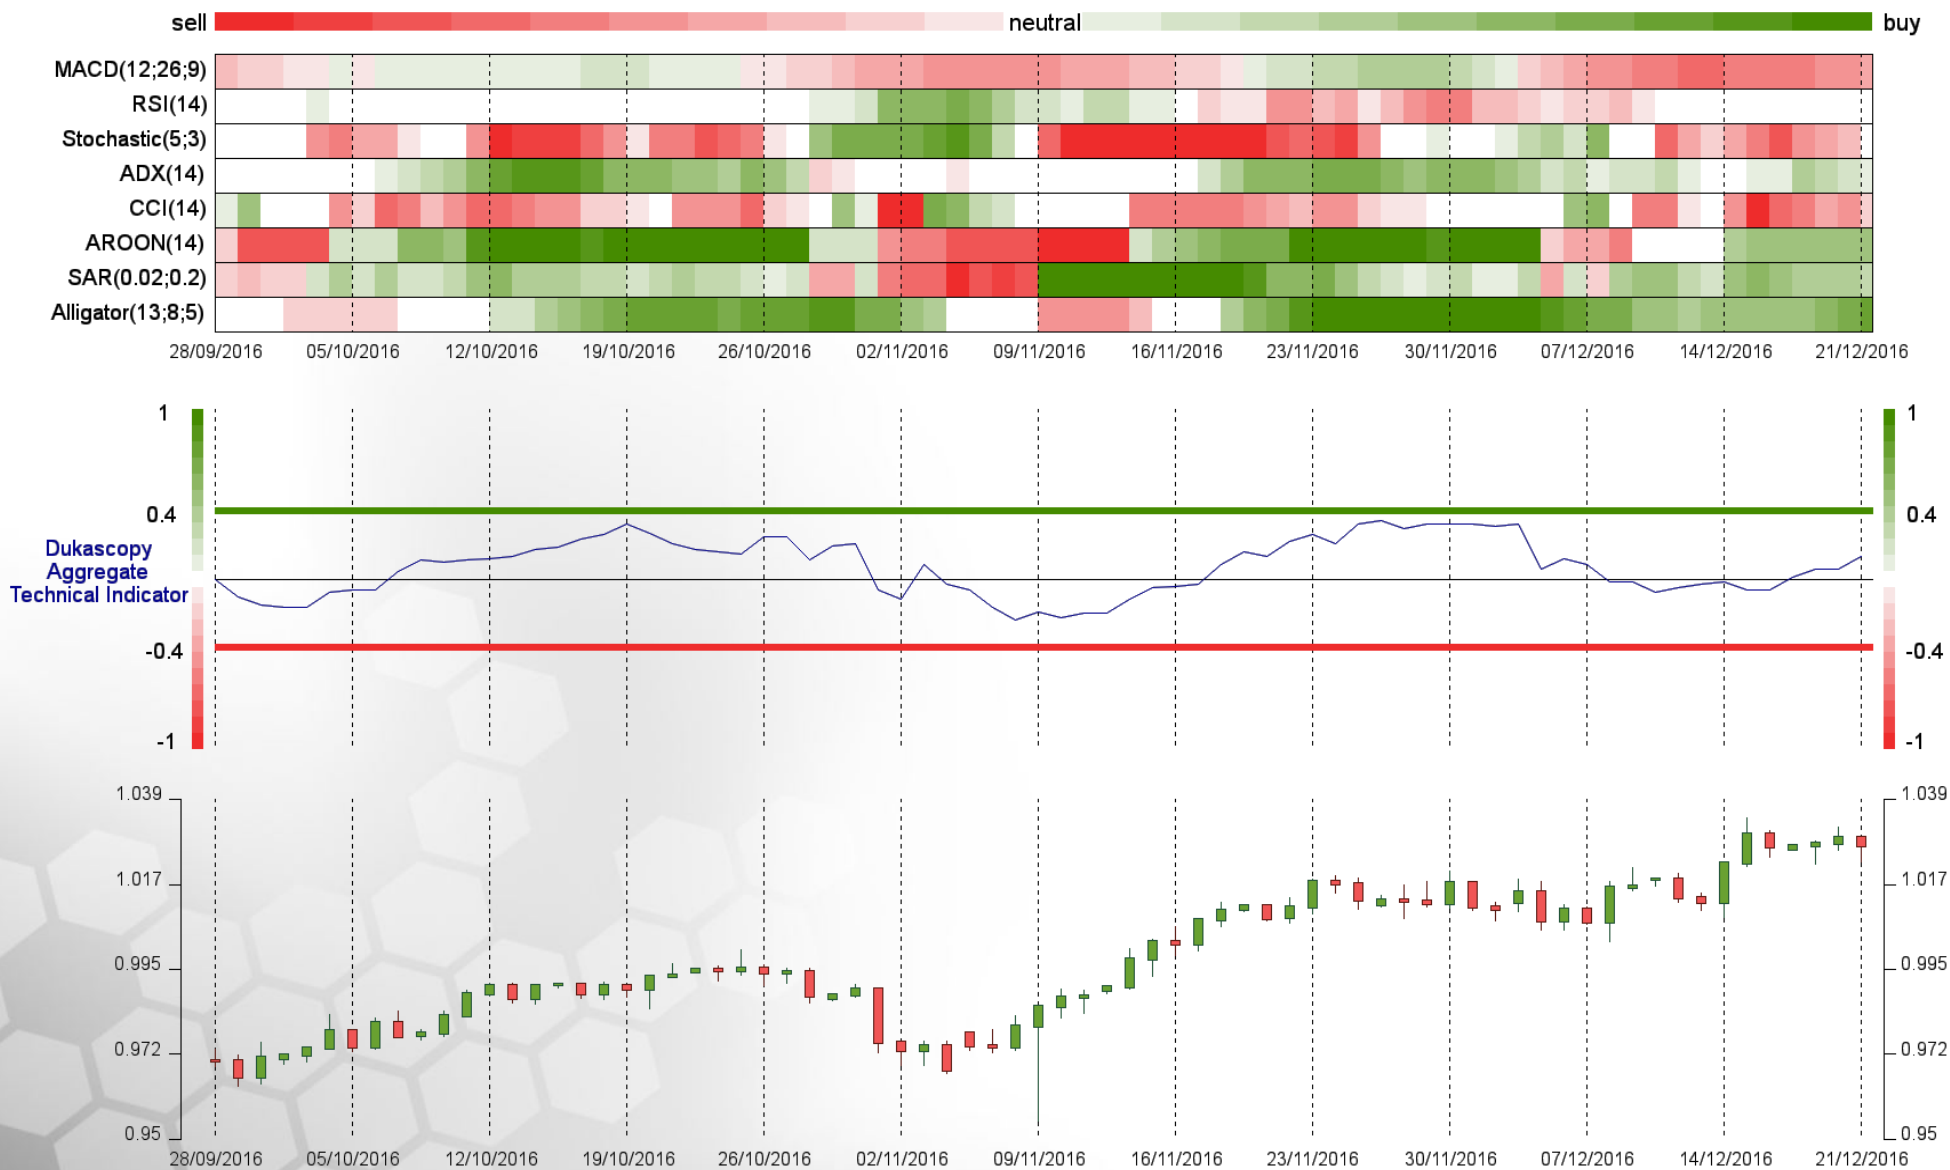 sell neutral buy
MACD(12;26;9)
RSI(14)
Stochastic(5;3)
ADX(14)
CCI(14)
AROON(14)
SAR(0.02;0.2)
Alligator(13;8;5)
28/09/2016 05/10/2016 12/10/2016 19/10/2016 26/10/2016 02/11/2016 09/11/2016 16/11/2016 23/11/2016 30/11/2016 07/12/2016 14/12/2016 21/12/2016
1 1
0.4 0.4
Dukascopy
Aggregate
Technical Indicator
-0.4 -0.4
-1 -1
1.039 1.039
1.017 1.017
0.995 0.995
0.972 0.972
0.95 0.95
28/09/2016 05/10/2016 12/10/2016 19/10/2016 26/10/2016 02/11/2016 09/11/2016 16/11/2016 23/11/2016 30/11/2016 07/12/2016 14/12/2016 21/12/2016